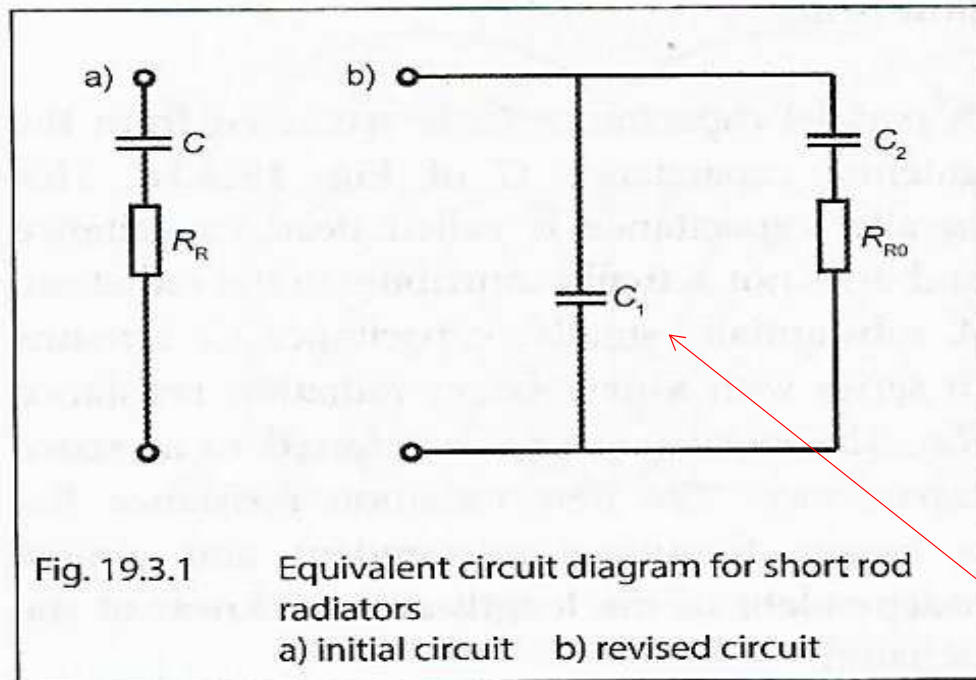 a)
C
R_R
b)
C_2
R_R0
C_1
Fig. 19.3.1 Equivalent circuit diagram for short rod
radiators
a) initial circuit b) revised circuit